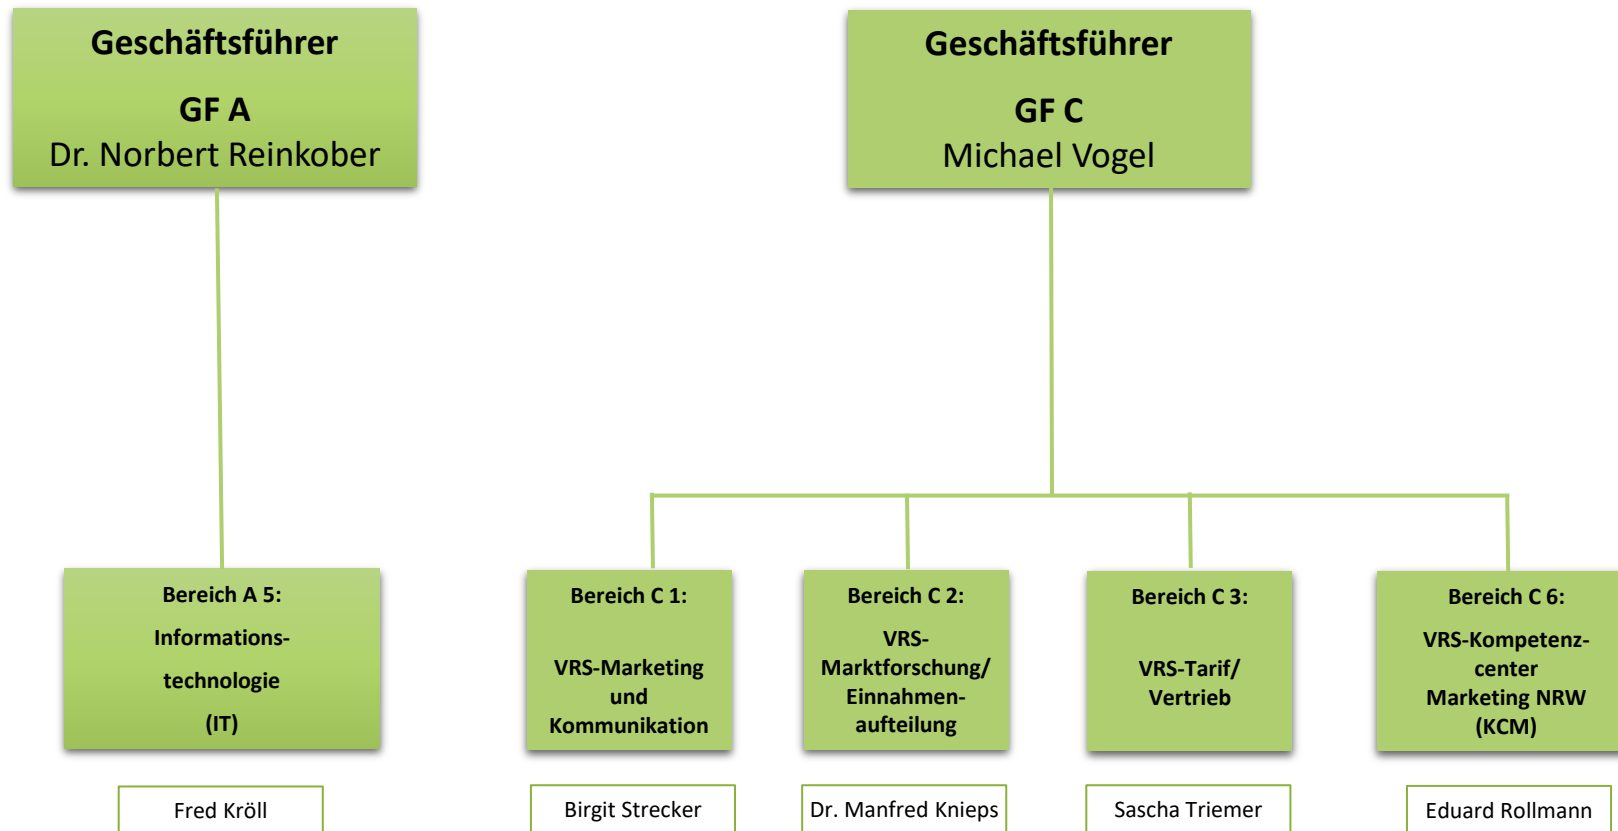 Geschäftsführer
GF A
Dr. Norbert Reinkober
Geschäftsführer
GF C
Michael Vogel
Bereich A 5:
Informations-
technologie
(IT)
Fred Kröll
Bereich C 1:
VRS-Marketing
und
Kommunikation
Birgit Strecker
Bereich C 2:
VRS-
Marktforschung/
Einnahmen-
aufteilung
Dr. Manfred Knieps
Bereich C 3:
VRS-Tarif/
Vertrieb
Sascha Triemer
Bereich C 6:
VRS-Kompetenz-
center
Marketing NRW
(KCM)
Eduard Rollmann